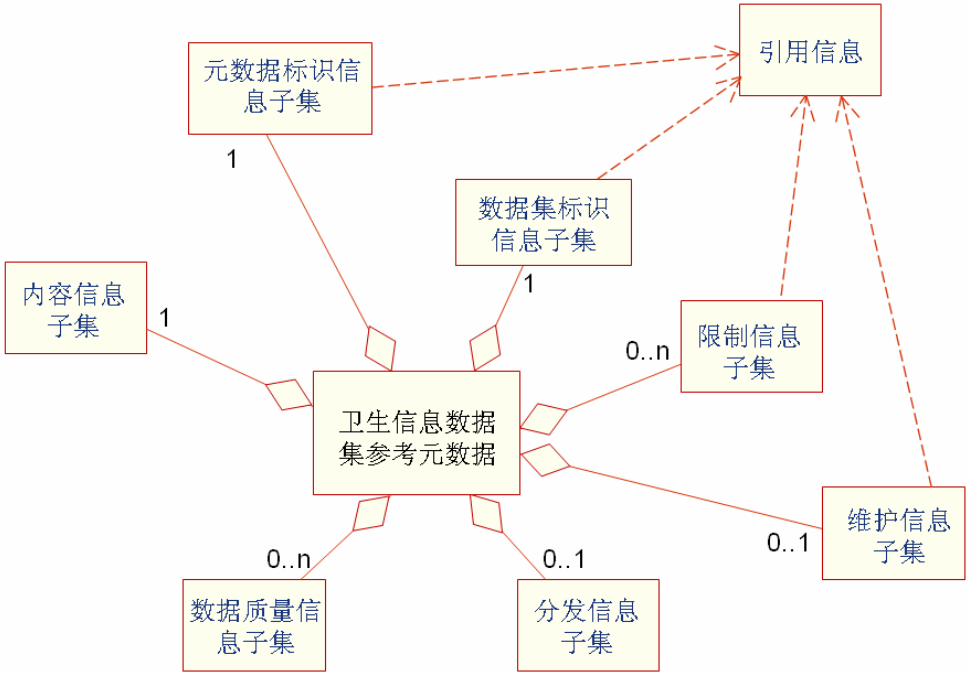 引用信息
元数据标识信
息子集
1
数据集标识
信息子集
1
内容信息
子集
1
限制信息
子集
0..n
卫生信息数据
集参考元数据
维护信息
子集
0..1
0..n
数据质量信
息子集
0..1
分发信息
子集